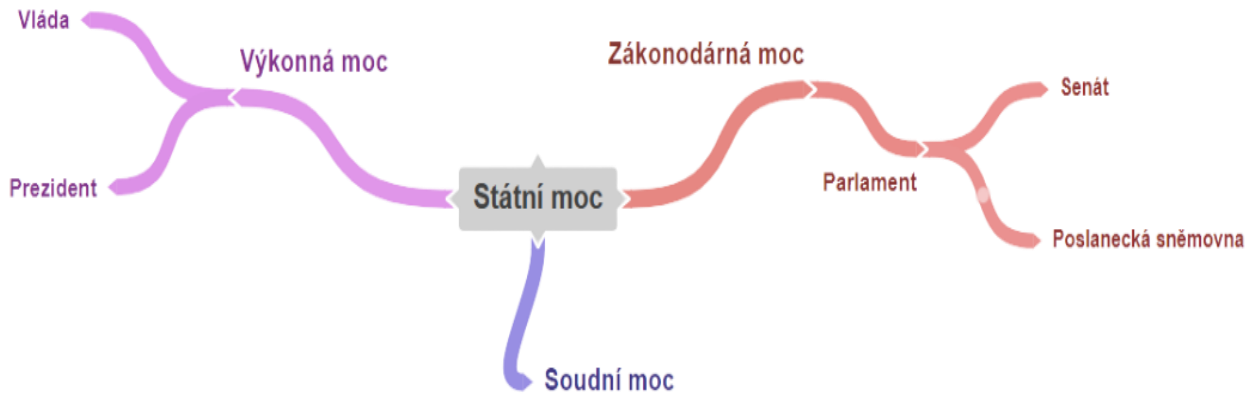 Vláda
Výkonná moc
Prezident
Státní moc
Zákonodárná moc
Parlament
Senát
Poslanecká sněmovna
Soudní moc